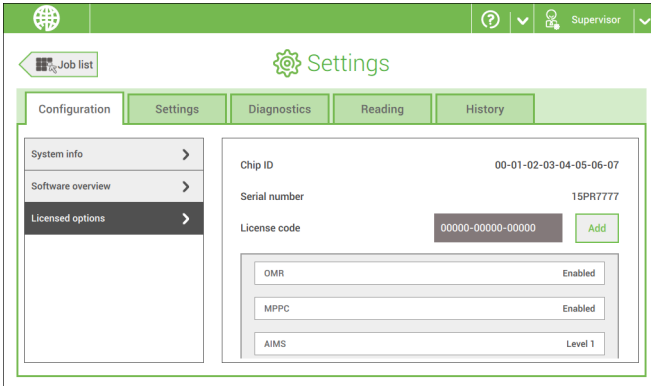 Supervisor
Job list
Settings
Configuration Settings Diagnostics Reading History
System info
Software overview
Licensed options
Chip ID 00-01-02-03-04-05-06-07
Serial number 15PR7777
License code 00000-00000-00000 Add
OMR Enabled
MPPC Enabled
AIMS Level 1